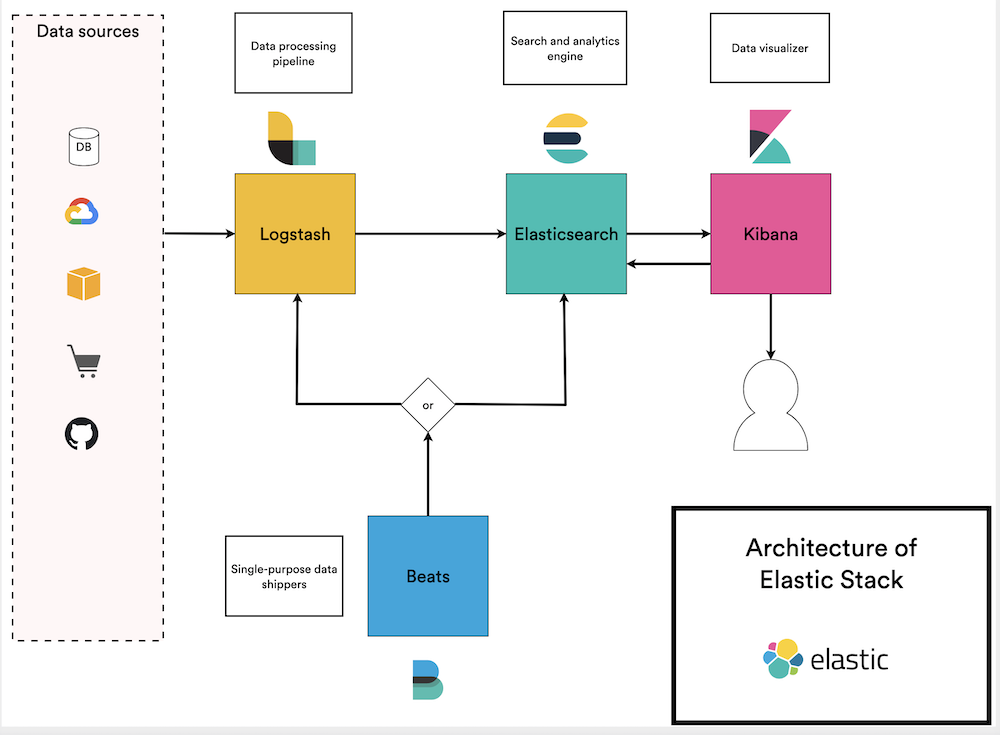 Data sources
DB
Data processing
pipeline
Search and analytics
engine
Data visualizer
Logstash
Elasticsearch
Kibana
or
Single-purpose data
shippers
Beats
Architecture of
Elastic Stack
elastic